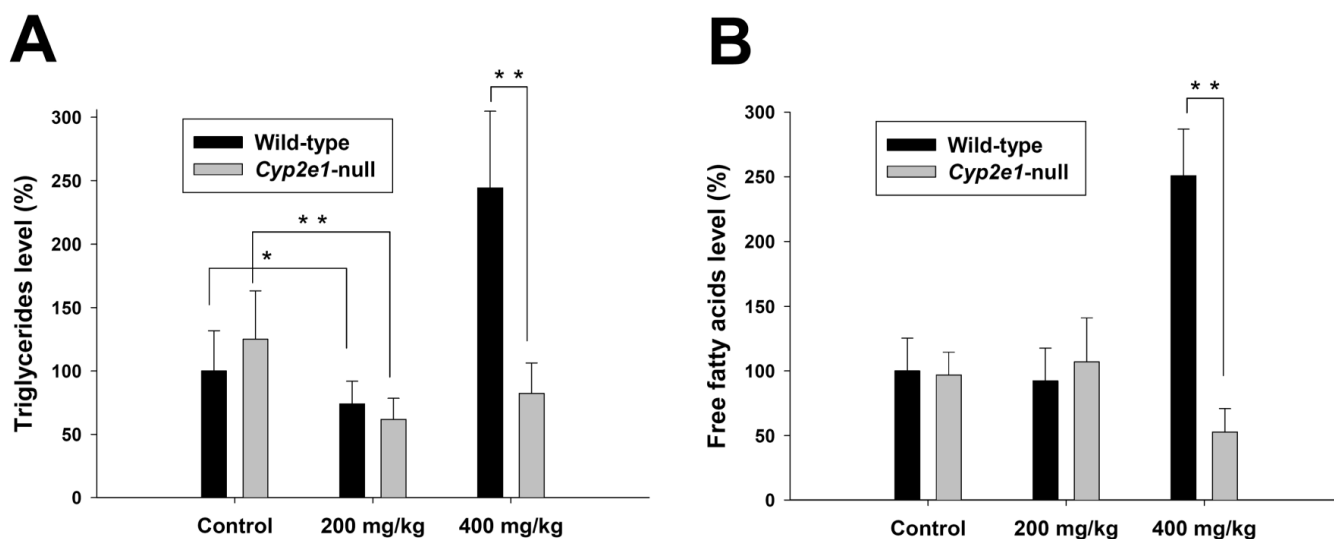 A
Triglycerides level (%)
300
250
200
150
100
50
0
Wild-type
Cyp2e1-null
* *
* *
*
Control 200 mg/kg 400 mg/kg
B
Free fatty acids level (%)
300
250
200
150
100
50
0
Wild-type
Cyp2e1-null
* *
Control 200 mg/kg 400 mg/kg